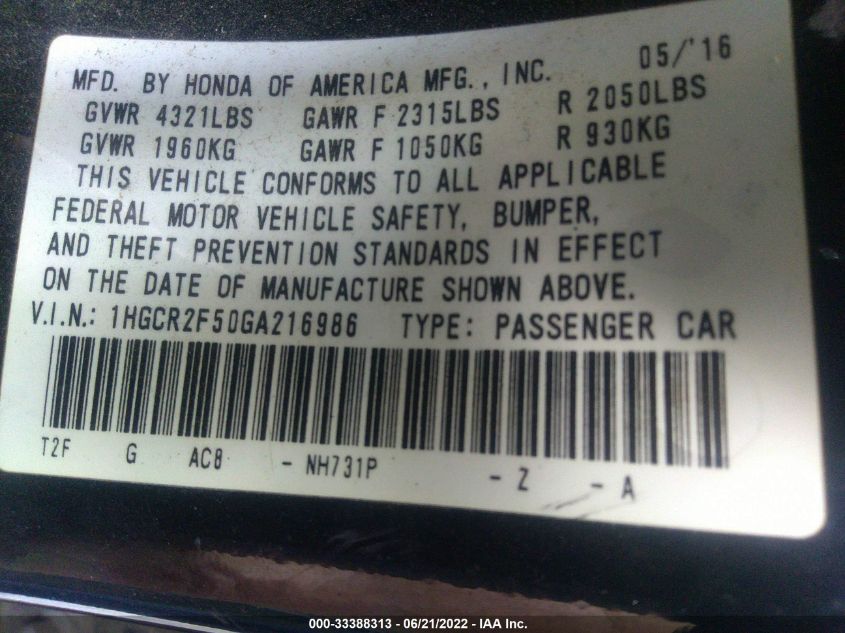 MFD. BY HONDA OF AMERICA MFG., INC. 05/'16
GVWR 4321LBS GAWR F 2315LBS R 2050LBS
GVWR 1960KG GAWR F 1050KG R 930KG
THIS VEHICLE CONFORMS TO ALL APPLICABLE
FEDERAL MOTOR VEHICLE SAFETY, BUMPER,
AND THEFT PREVENTION STANDARDS IN EFFECT
ON THE DATE OF MANUFACTURE SHOWN ABOVE.
V.I.N.: 1HGCR2F50GA216986 TYPE: PASSENGER CAR
T2F G AC8 - NH731P - Z - A
000-33388313 - 06/21/2022 - IAA Inc.